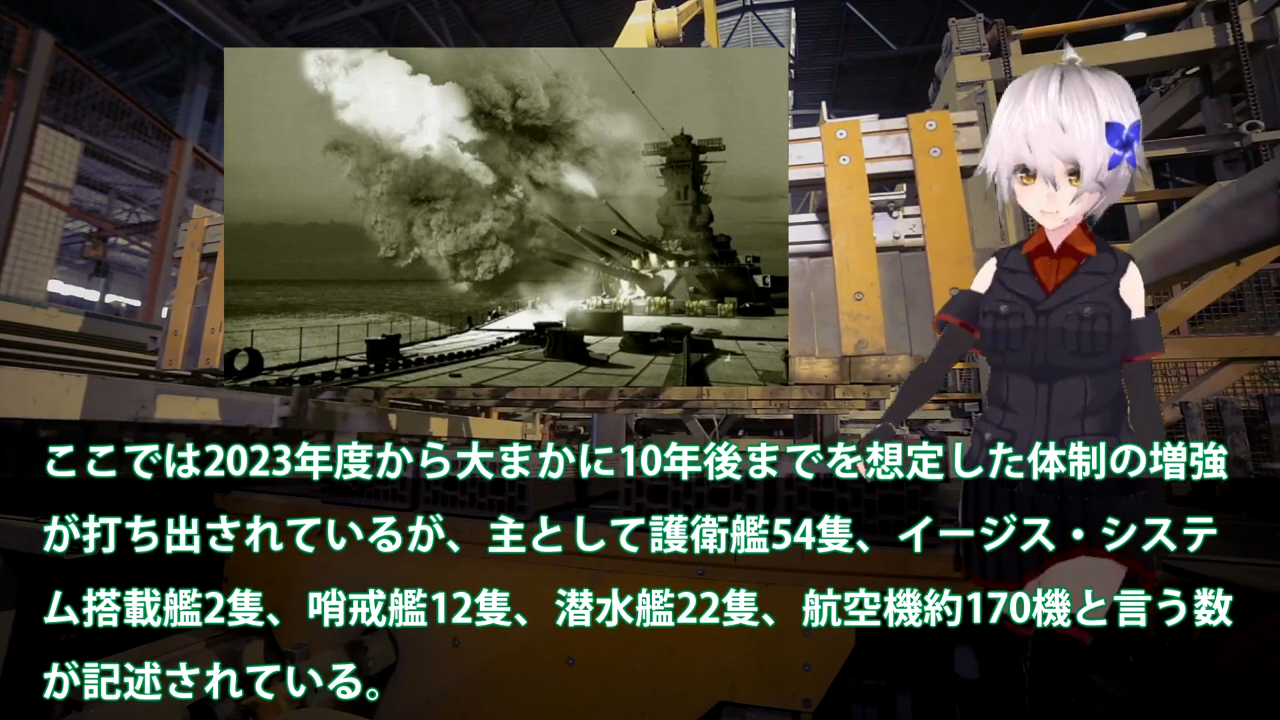 ここでは2023年度から大まかに10年後までを想定した体制の増強
が打ち出されているが、主として護衛艦54隻、イージス・システ
ム搭載艦2隻、哨戒艦12隻、潜水艦22隻、航空機約170機と言う数
が記述されている。